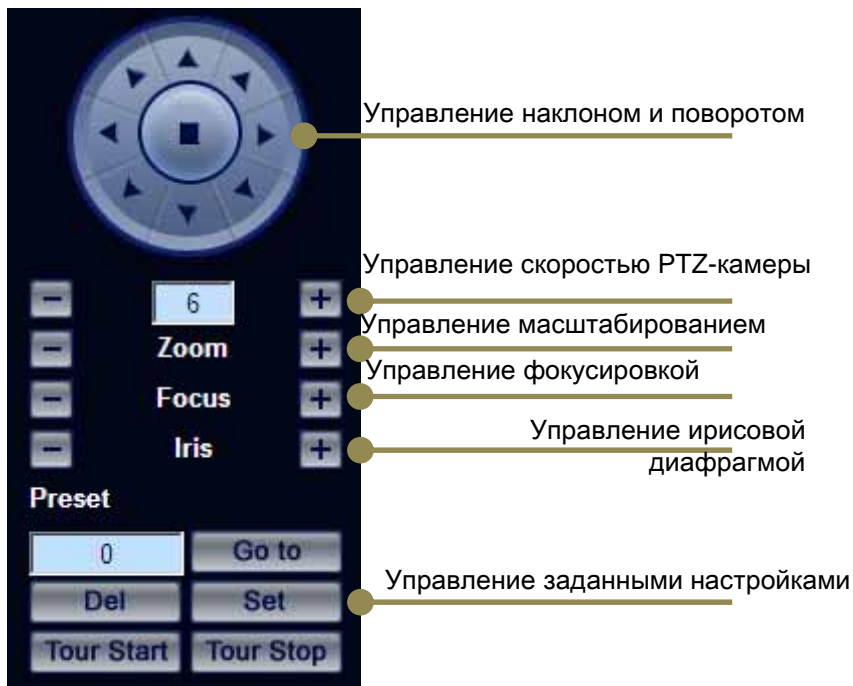 Управление наклоном и поворотом
Управление скоростью PTZ-камеры
6
Управление масштабированием
Zoom
Управление фокусировкой
Focus
Управление ирисовой
диафрагмой
Iris
Preset
0 Go to
Управление заданными настройками
Del Set
Tour Start Tour Stop